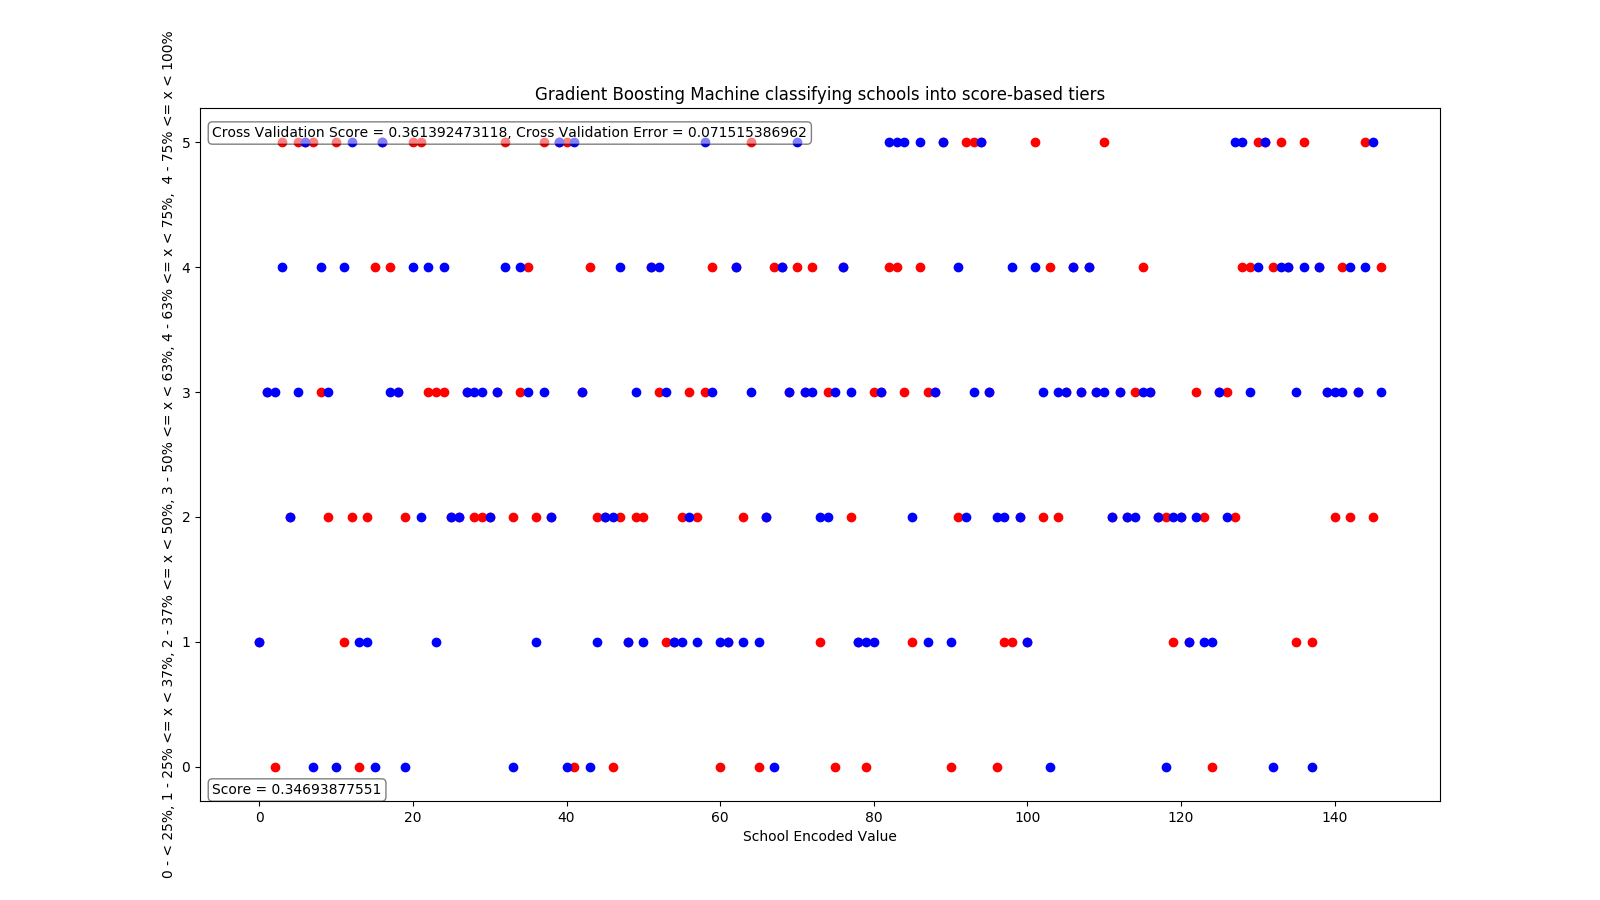 Gradient Boosting Machine classifying schools into score-based tiers
Cross Validation Score = 0.361392473118, Cross Validation Error = 0.071515386962
0 - < 25%, 1 - 25% <= x < 37%, 2 - 37% <= x < 50%, 3 - 50% <= x < 63%, 4 - 63% <= x < 75%,  4 - 75% <= x < 100%
5
4
3
2
1
0
Score = 0.34693877551
0 20 40 60 80 100 120 140
School Encoded Value